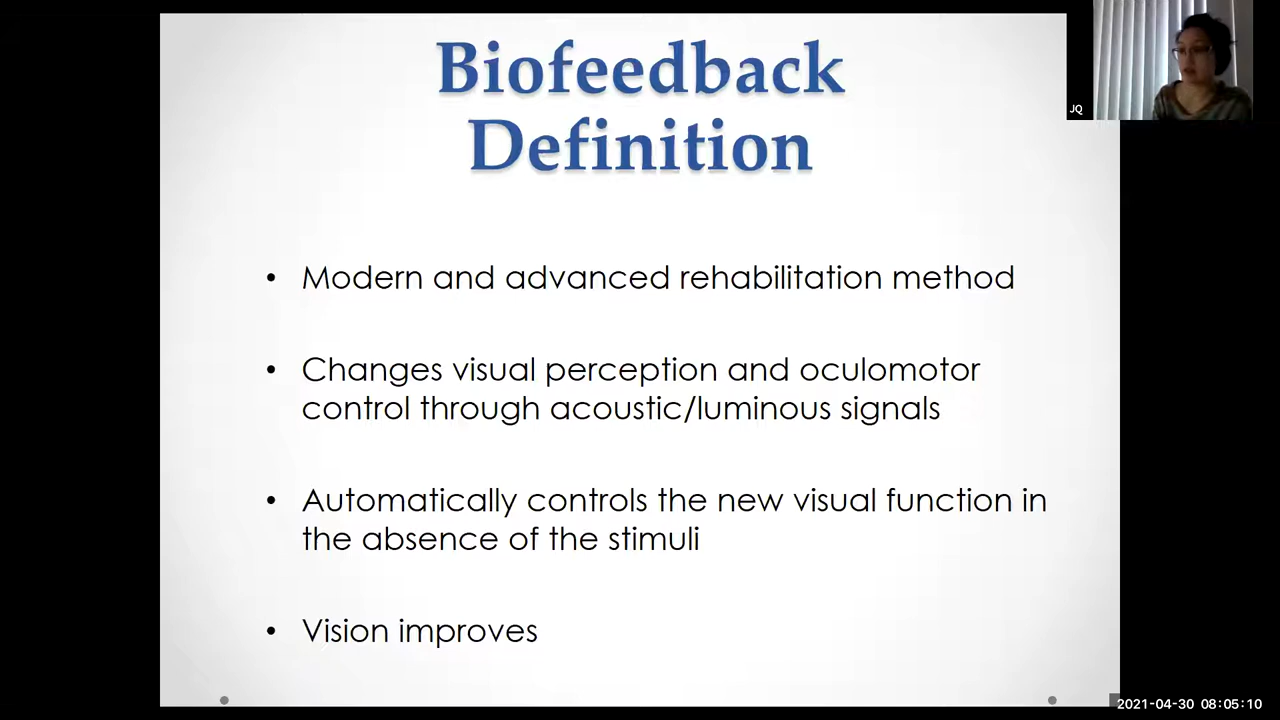 Biofeedback
Definition
JQ
• Modern and advanced rehabilitation method
• Changes visual perception and oculomotor
control through acoustic/luminous signals
• Automatically controls the new visual function in
the absence of the stimuli
• Vision improves
2021-04-30 08:05:10